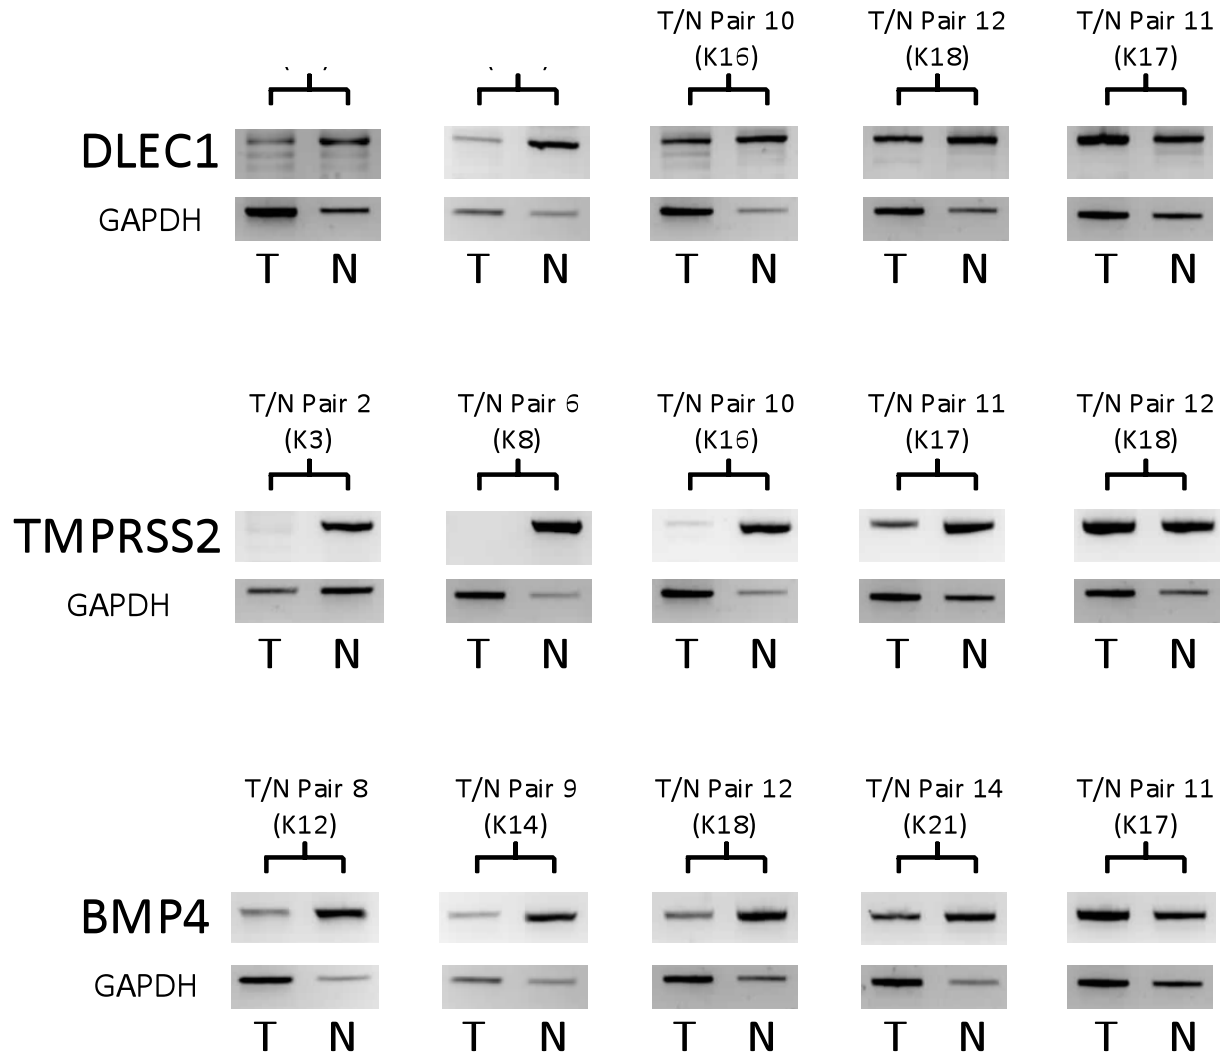 T/N Pair 10 T/N Pair 12 T/N Pair 11
(K16) (K18) (K17)
DLEC1
GAPDH
T N T N T N T N T N
T/N Pair 2 T/N Pair 6 T/N Pair 10 T/N Pair 11 T/N Pair 12
(K3) (K8) (K16) (K17) (K18)
TMPRSS2
GAPDH
T N T N T N T N T N
T/N Pair 8 T/N Pair 9 T/N Pair 12 T/N Pair 14 T/N Pair 11
(K12) (K14) (K18) (K21) (K17)
BMP4
GAPDH
T N T N T N T N T N